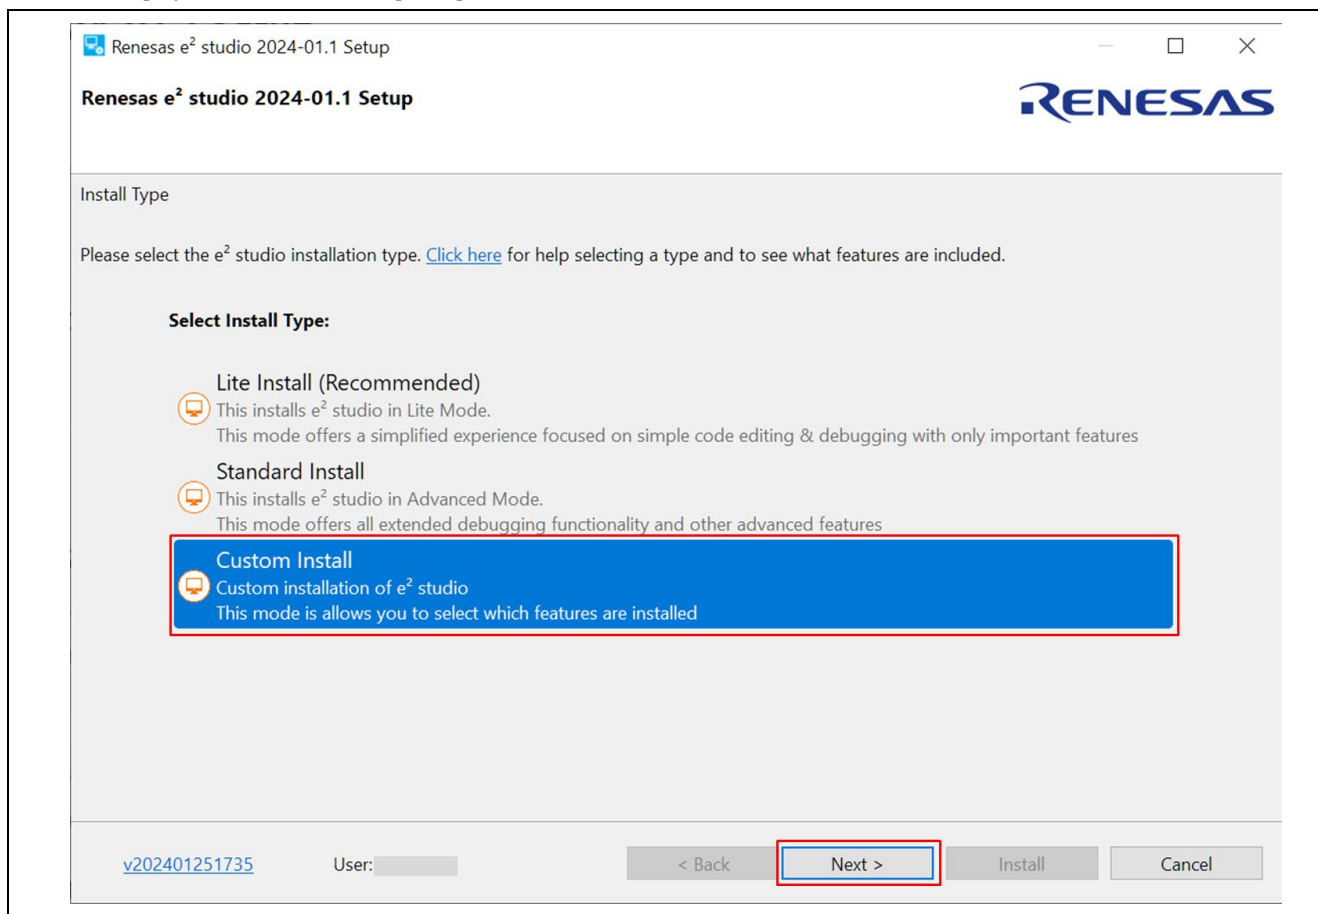 Renesas e² studio 2024-01.1 Setup
Renesas e² studio 2024-01.1 Setup
RENESAS
Install Type
Please select the e² studio installation type. Click here for help selecting a type and to see what features are included.
Select Install Type:
Lite Install (Recommended)
This installs e² studio in Lite Mode.
This mode offers a simplified experience focused on simple code editing & debugging with only important features
Standard Install
This installs e² studio in Advanced Mode.
This mode offers all extended debugging functionality and other advanced features
Custom Install
Custom installation of e² studio
This mode is allows you to select which features are installed
v202401251735 User: < Back Next > Install Cancel